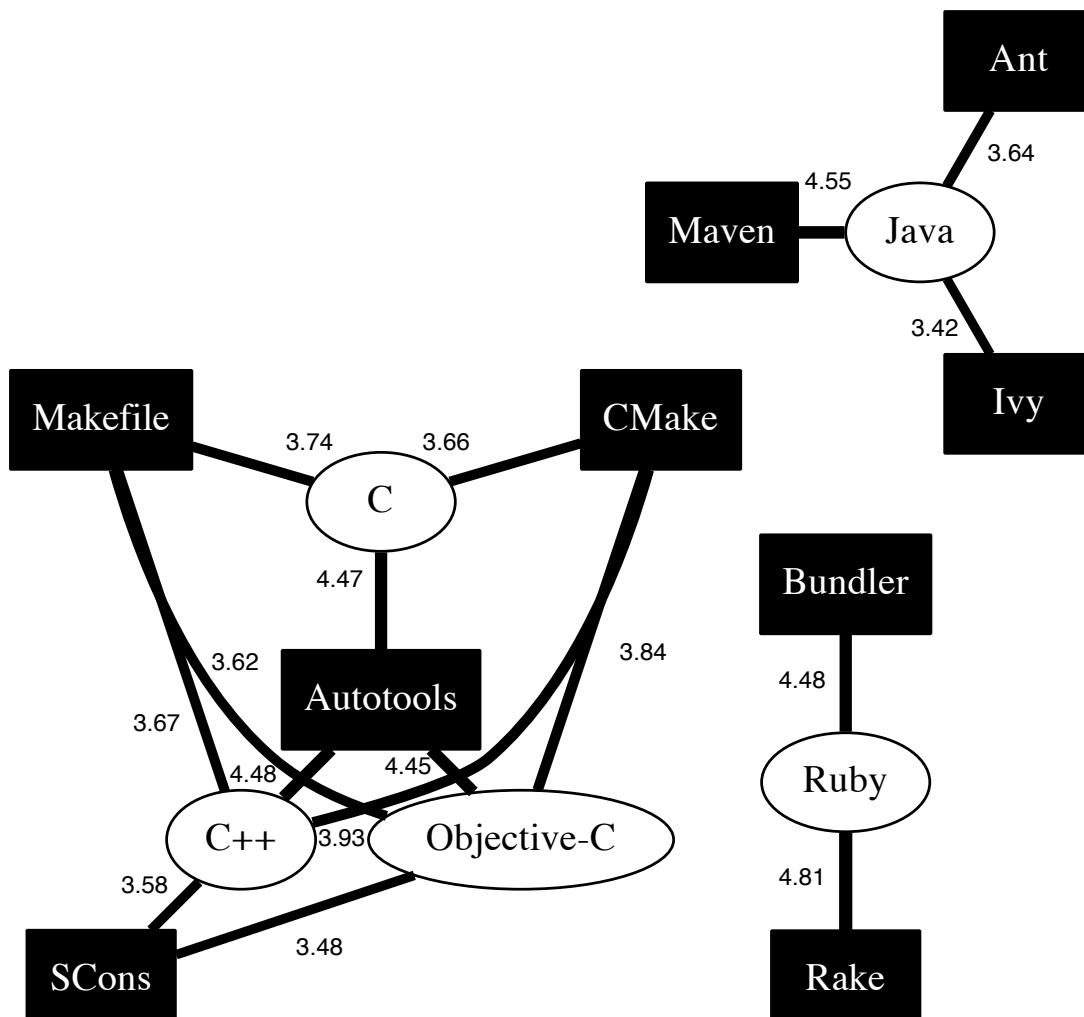 Ant
3.64
4.55
Maven
Java
3.42
Ivy
Makefile
CMake
3.74
3.66
C
4.47
Bundler
3.62
3.84
4.48
Autotools
3.67
4.48
4.45
Ruby
C++
3.93
Objective-C
3.58
4.81
3.48
SCons
Rake